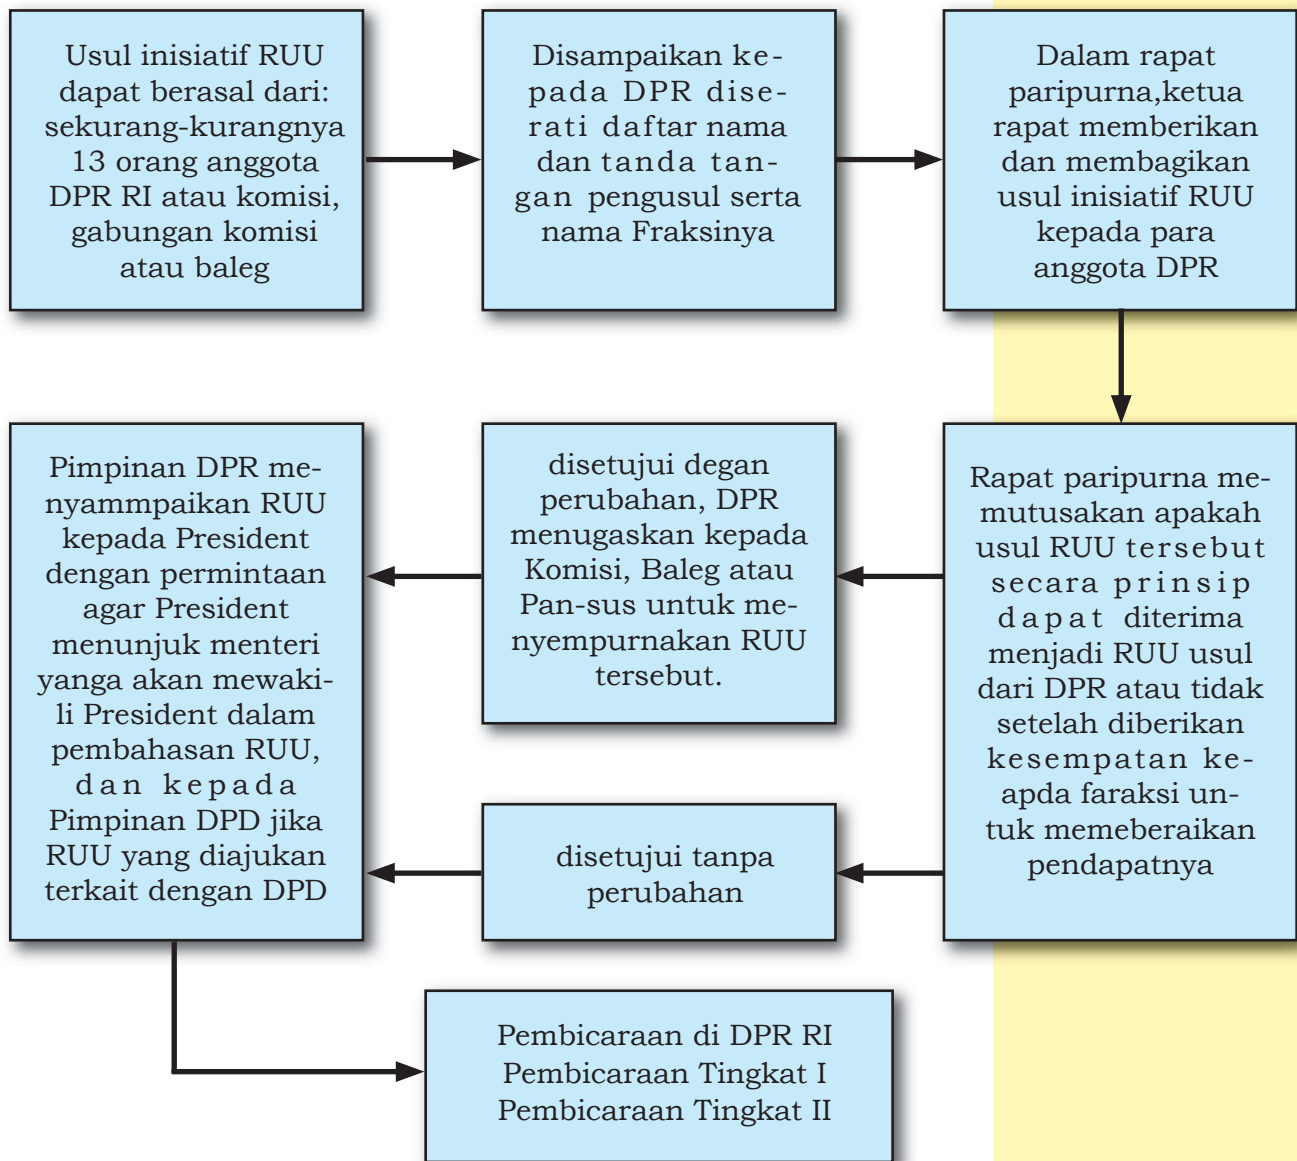 Usul inisiatif RUU
dapat berasal dari:
sekurang-kurangnya
13 orang anggota
DPR RI atau komisi,
gabungan komisi
atau baleg
Disampaikan ke-
pada DPR dise-
rati daftar nama
dan tanda tan-
gan pengusul serta
nama Fraksinya
Dalam rapat
paripurna,ketua
rapat memberikan
dan membagikan
usul inisiatif RUU
kepada para
anggota DPR
Rapat paripurna me-
mutusakan apakah
usul RUU tersebut
secara prinsip
dapat diterima
menjadi RUU usul
dari DPR atau tidak
setelah diberikan
kesempatan ke-
apda faraksi un-
tuk memeberaikan
pendapatnya
disetujui degan
perubahan, DPR
menugaskan kepada
Komisi, Baleg atau
Pan-sus untuk me-
nyempurnakan RUU
tersebut.
disetujui tanpa
perubahan
Pimpinan DPR me-
nyammpaikan RUU
kepada President
dengan permintaan
agar President
menunjuk menteri
yanga akan mewaki-
li President dalam
pembahasan RUU,
dan kepada
Pimpinan DPD jika
RUU yang diajukan
terkait dengan DPD
Pembicaraan di DPR RI
Pembicaraan Tingkat I
Pembicaraan Tingkat II